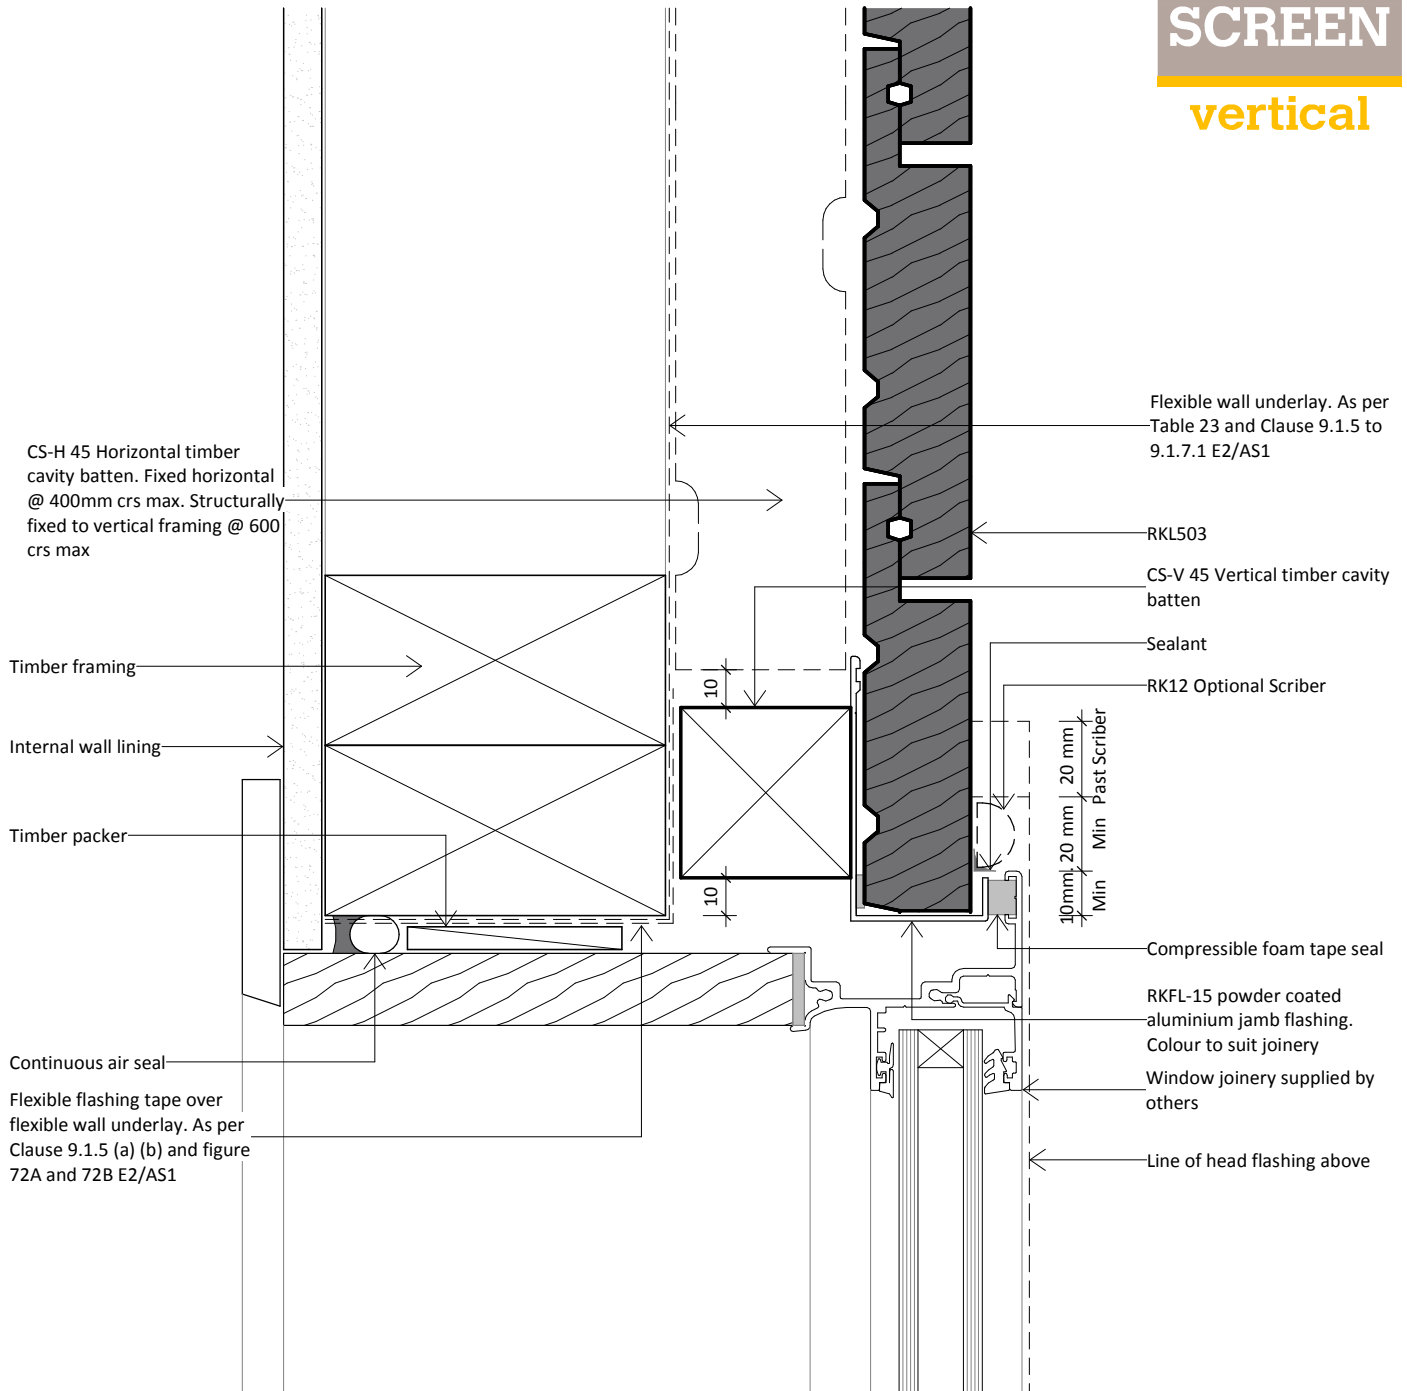 SCREEN
vertical
CS-H 45 Horizontal timber
cavity batten. Fixed horizontal
@ 400mm crs max. Structurally
fixed to vertical framing @ 600
crs max
Timber framing
Internal wall lining
Timber packer
Continuous air seal
Flexible flashing tape over
flexible wall underlay. As per
Clause 9.1.5 (a) (b) and figure
72A and 72B E2/AS1
10
10
Flexible wall underlay. As per
Table 23 and Clause 9.1.5 to
9.1.7.1 E2/AS1
RKL503
CS-V 45 Vertical timber cavity
batten
Sealant
RK12 Optional Scriber
20 mm
Past Scriber
20 mm
Min
10mm
Min
Compressible foam tape seal
RKFL-15 powder coated
aluminium jamb flashing.
Colour to suit joinery
Window joinery supplied by
others
Line of head flashing above